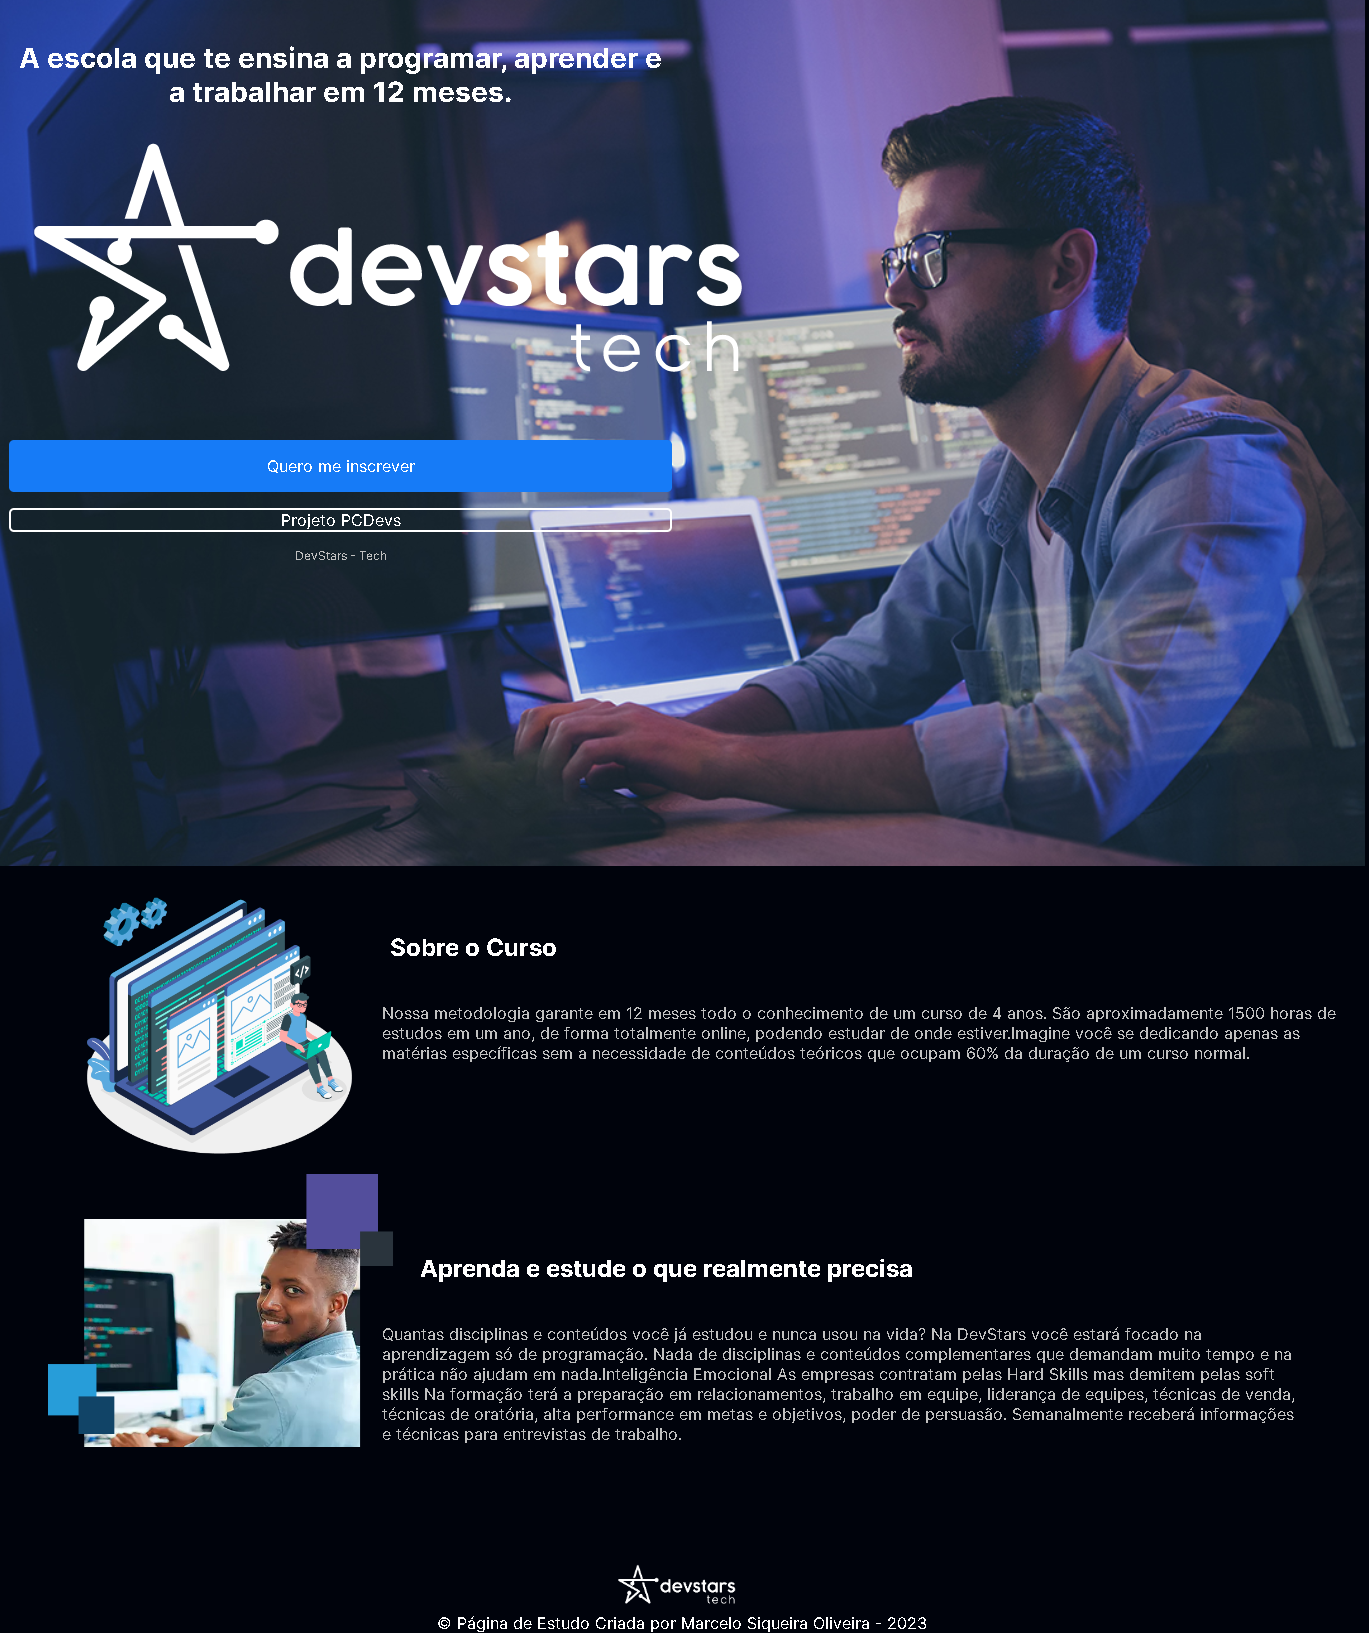 A escola que te ensina a programar, aprender e
a trabalhar em 12 meses.
devstars
tech
Quero me inscrever
Projeto PCDevs
DevStars - Tech
Sobre o Curso
Nossa metodologia garante em 12 meses todo o conhecimento de um curso de 4 anos. São aproximadamente 1500 horas de
estudos em um ano, de forma totalmente online, podendo estudar de onde estiver.Imagine você se dedicando apenas as
matérias específicas sem a necessidade de conteúdos teóricos que ocupam 60% da duração de um curso normal.
Aprenda e estude o que realmente precisa
Quantas disciplinas e conteúdos você já estudou e nunca usou na vida? Na DevStars você estará focado na
aprendizagem só de programação. Nada de disciplinas e conteúdos complementares que demandam muito tempo e na
prática não ajudam em nada.Inteligência Emocional As empresas contratam pelas Hard Skills mas demitem pelas soft
skills Na formação terá a preparação em relacionamentos, trabalho em equipe, liderança de equipes, técnicas de venda,
técnicas de oratória, alta performance em metas e objetivos, poder de persuasão. Semanalmente receberá informações
e técnicas para entrevistas de trabalho.
devstars
tech
© Página de Estudo Criada por Marcelo Siqueira Oliveira - 2023